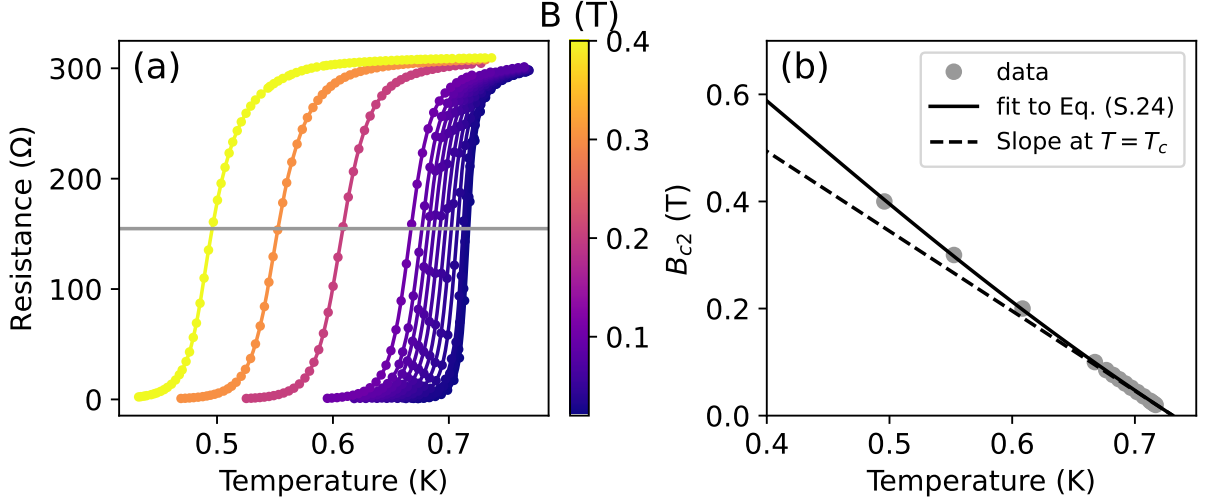 B (T)
(a)
300
200
100
0
Resistance (Ω)
0.5
0.6
0.7
Temperature (K)
0.4
0.3
0.2
0.1
(b)
data
fit to Eq. (S.24)
Slope at T = T_c
0.6
0.4
0.2
0.0
B_{c2} (T)
0.4
0.5
0.6
0.7
Temperature (K)